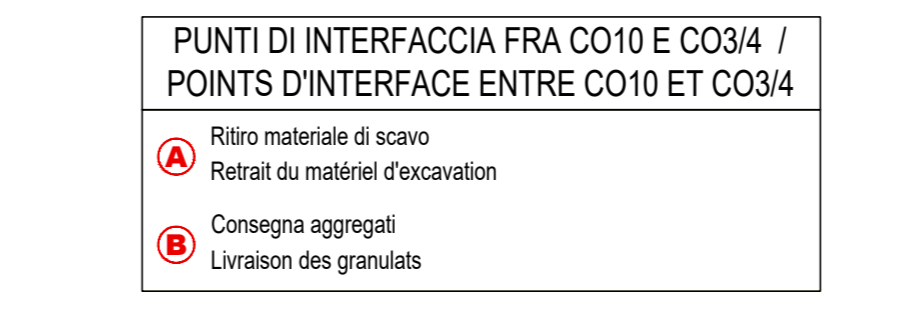 PUNTI DI INTERFACCIA FRA CO10 E CO3/4 /
POINTS D'INTERFACE ENTRE CO10 ET CO3/4
A
Ritiro materiale di scavo
Retrait du matériel d'excavation
B
Consegna aggregati
Livraison des granulats